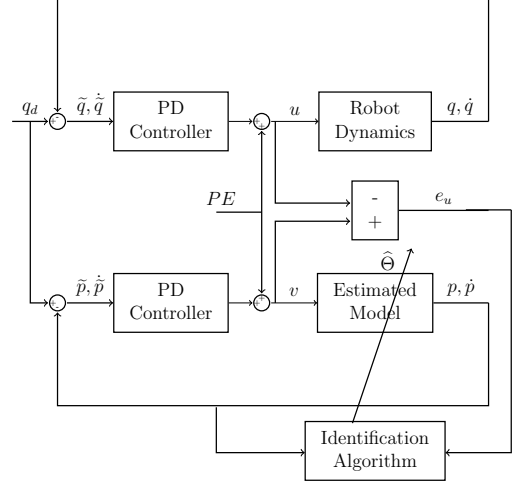 q_d
q̃, q̃̇
PD
Controller
u
Robot
Dynamics
q, q̇
PE
-
+
e_u
Θ̂
p̃, p̃̇
PD
Controller
v
Estimated
Model
p, ṗ
Identification
Algorithm